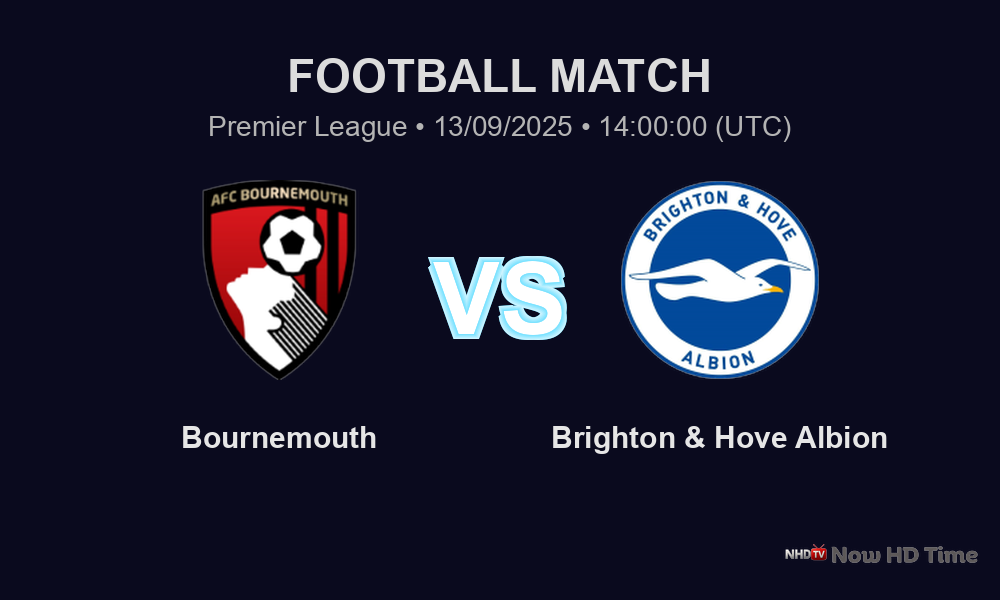 FOOTBALL MATCH
Premier League • 13/09/2025 • 14:00:00 (UTC)
AFC BOURNEMOUTH
BRIGHTON & HOVE
ALBION
VS
Bournemouth
Brighton & Hove Albion
NHDTV Now HD Time